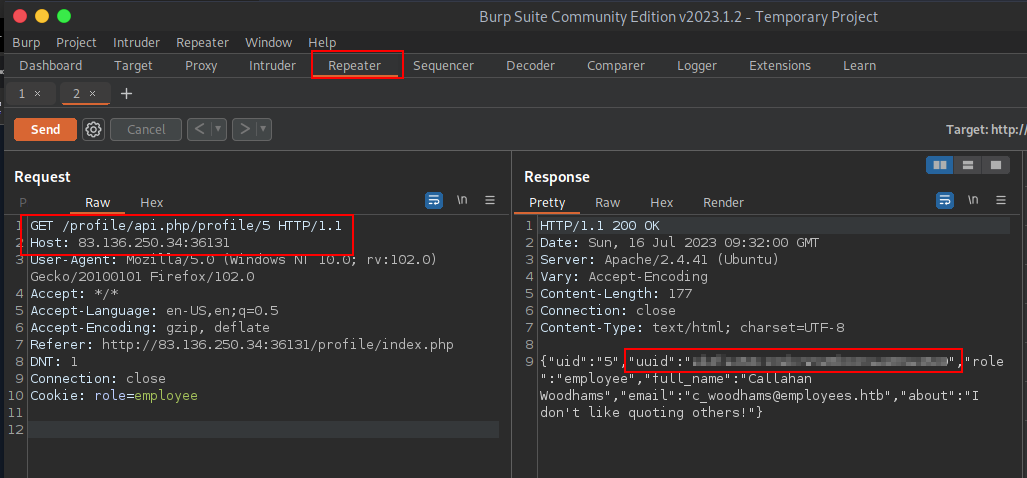 Burp Suite Community Edition v2023.1.2 - Temporary Project
Burp Project Intruder Repeater Window Help
Dashboard Target Proxy Intruder Repeater Sequencer Decoder Comparer Logger Extensions Learn
1 × 2 × +
Send Cancel < > Target: http:/
Request
P Raw Hex \n
1 GET /profile/api.php/profile/5 HTTP/1.1
2 Host: 83.136.250.34:36131
3 User-Agent: Mozilla/5.0 (Windows NT 10.0; rv:102.0)
Gecko/20100101 Firefox/102.0
4 Accept: */*
5 Accept-Language: en-US,en;q=0.5
6 Accept-Encoding: gzip, deflate
7 Referer: http://83.136.250.34:36131/profile/index.php
8 DNT: 1
9 Connection: close
10 Cookie: role=employee
11
12
Response
Pretty Raw Hex Render \n
1 HTTP/1.1 200 OK
2 Date: Sun, 16 Jul 2023 09:32:00 GMT
3 Server: Apache/2.4.41 (Ubuntu)
4 Vary: Accept-Encoding
5 Content-Length: 177
6 Connection: close
7 Content-Type: text/html; charset=UTF-8
8
9 {"uid":"5","uuid":" ","role
":"employee","full_name":"Callahan
Woodhams","email":"c_woodhams@employees.htb","about":"I
don't like quoting others!"}